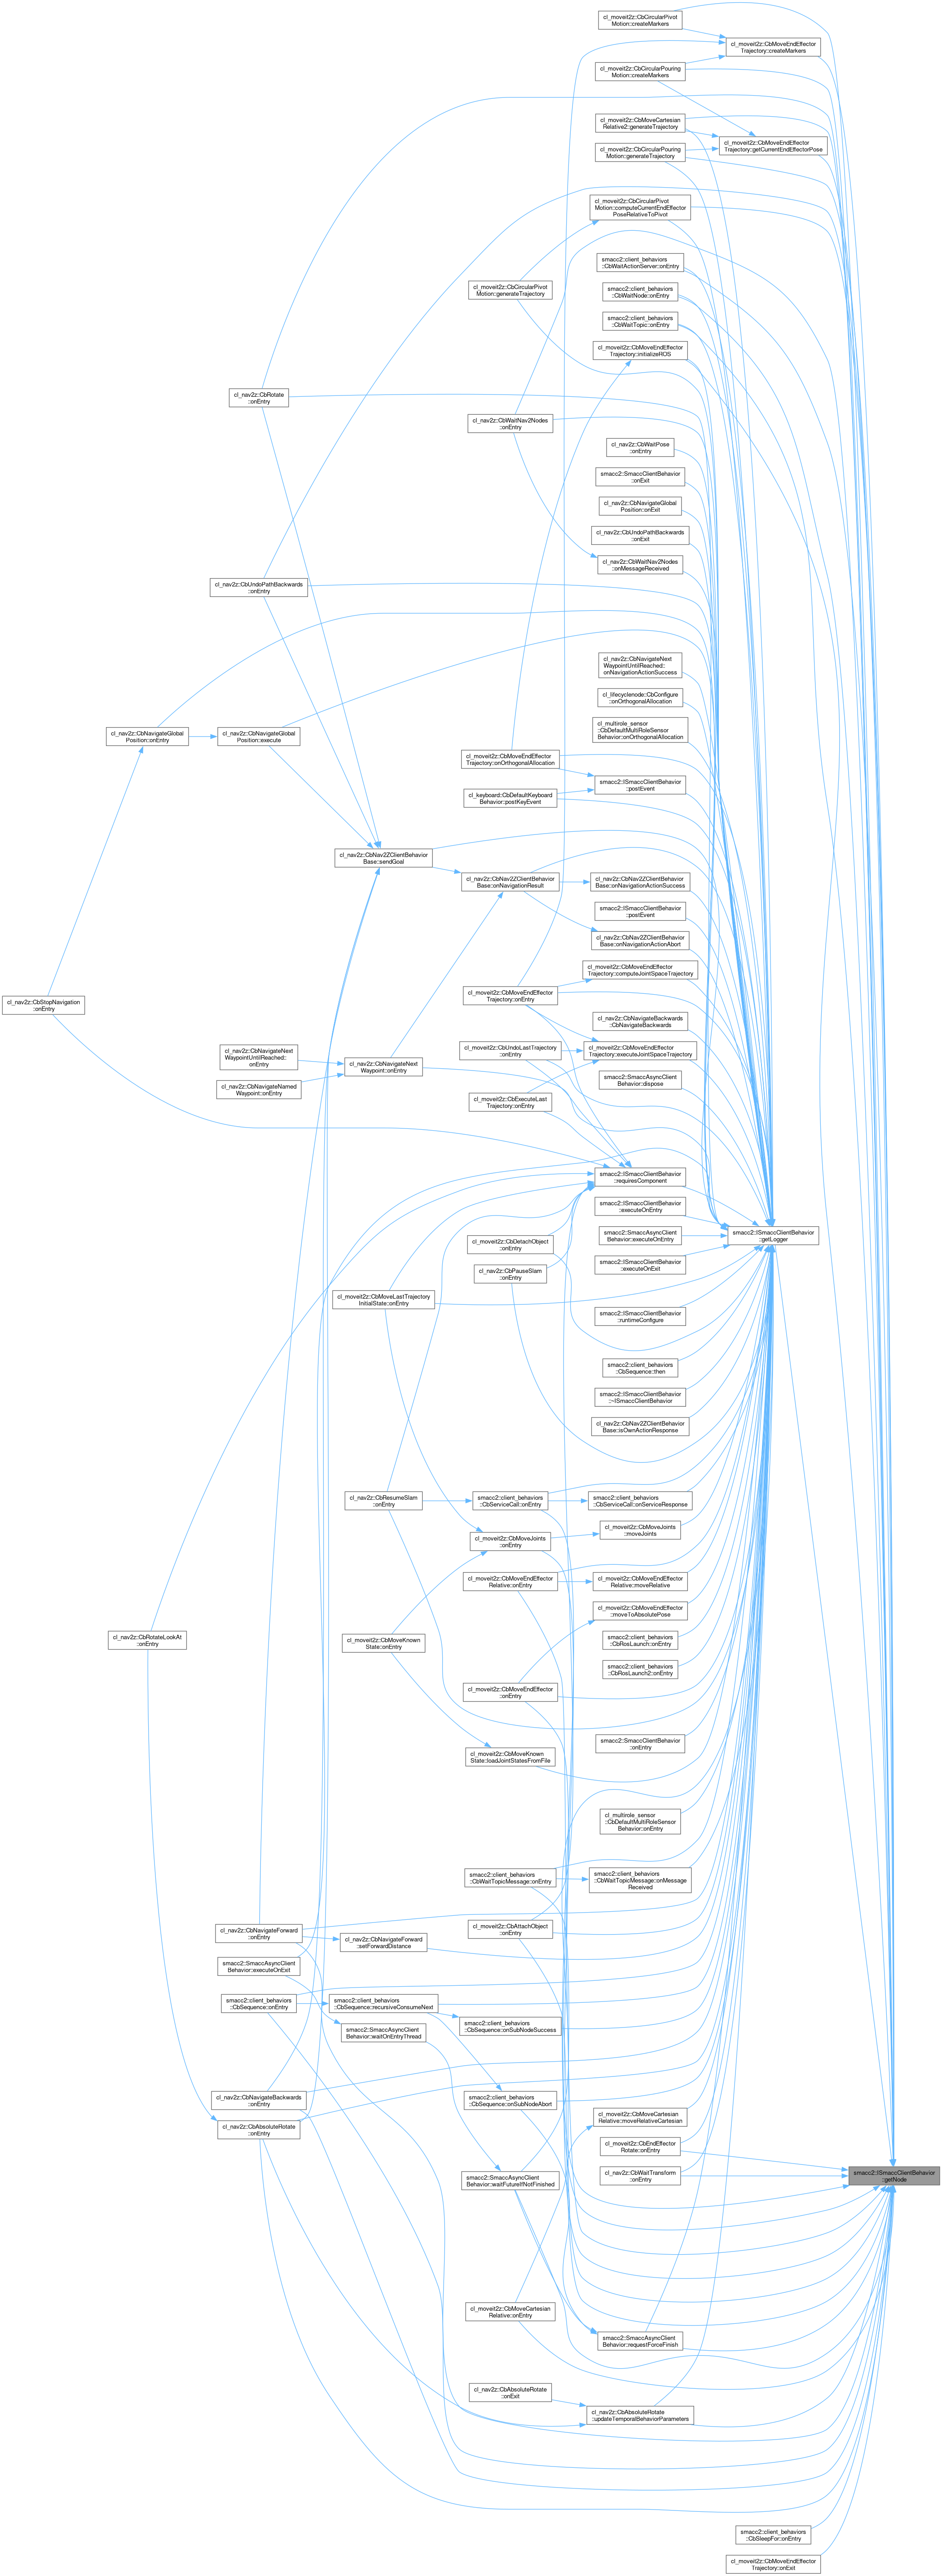 cl_moveit2z::CbCircularPivot
Motion::createMarkers
cl_moveit2z::CbMoveEndEffector
Trajectory::createMarkers
cl_moveit2z::CbCircularPouring
Motion::createMarkers
cl_moveit2z::CbMoveCartesian
Relative2::generateTrajectory
cl_moveit2z::CbMoveEndEffector
Trajectory::getCurrentEndEffectorPose
cl_moveit2z::CbCircularPouring
Motion::generateTrajectory
cl_moveit2z::CbCircularPivot
Motion::computeCurrentEndEffector
PoseRelativeToPivot
smacc2::client_behaviors
::CbWaitActionServer::onEntry
cl_moveit2z::CbCircularPivot
Motion::generateTrajectory
smacc2::client_behaviors
::CbWaitNode::onEntry
smacc2::client_behaviors
::CbWaitTopic::onEntry
cl_moveit2z::CbMoveEndEffector
Trajectory::initializeROS
cl_nav2z::CbRotate
::onEntry
cl_nav2z::CbWaitNav2Nodes
::onEntry
cl_nav2z::CbWaitPose
::onEntry
smacc2::SmaccClientBehavior
::onExit
cl_nav2z::CbNavigateGlobal
Position::onExit
cl_nav2z::CbUndoPathBackwards
::onExit
cl_nav2z::CbWaitNav2Nodes
::onMessageReceived
cl_nav2z::CbUndoPathBackwards
::onEntry
cl_nav2z::CbNavigateNext
WaypointUntilReached::
onNavigationActionSuccess
cl_lifecyclenode::CbConfigure
::onOrthogonalAllocation
cl_multirole_sensor
::CbDefaultMultiRoleSensor
Behavior::onOrthogonalAllocation
cl_nav2z::CbNavigateGlobal
Position::onEntry
cl_nav2z::CbNavigateGlobal
Position::execute
cl_moveit2z::CbMoveEndEffector
Trajectory::onOrthogonalAllocation
smacc2::ISmaccClientBehavior
::postEvent
cl_keyboard::CbDefaultKeyboard
Behavior::postKeyEvent
cl_nav2z::CbNav2ZClientBehavior
Base::sendGoal
cl_nav2z::CbNav2ZClientBehavior
Base::onNavigationResult
cl_nav2z::CbNav2ZClientBehavior
Base::onNavigationActionSuccess
smacc2::ISmaccClientBehavior
::postEvent
cl_nav2z::CbNav2ZClientBehavior
Base::onNavigationActionAbort
cl_moveit2z::CbMoveEndEffector
Trajectory::computeJointSpaceTrajectory
cl_nav2z::CbStopNavigation
::onEntry
cl_moveit2z::CbMoveEndEffector
Trajectory::onEntry
cl_nav2z::CbNavigateBackwards
::CbNavigateBackwards
cl_nav2z::CbNavigateNext
WaypointUntilReached::
onEntry
cl_moveit2z::CbUndoLastTrajectory
::onEntry
cl_moveit2z::CbMoveEndEffector
Trajectory::executeJointSpaceTrajectory
cl_nav2z::CbNavigateNext
Waypoint::onEntry
cl_nav2z::CbNavigateNamed
Waypoint::onEntry
smacc2::SmaccAsyncClient
Behavior::dispose
cl_moveit2z::CbExecuteLast
Trajectory::onEntry
smacc2::ISmaccClientBehavior
::requiresComponent
smacc2::ISmaccClientBehavior
::executeOnEntry
smacc2::ISmaccClientBehavior
::getLogger
smacc2::SmaccAsyncClient
Behavior::executeOnEntry
cl_moveit2z::CbDetachObject
::onEntry
smacc2::ISmaccClientBehavior
::executeOnExit
cl_nav2z::CbPauseSlam
::onEntry
cl_moveit2z::CbMoveLastTrajectory
InitialState::onEntry
smacc2::ISmaccClientBehavior
::runtimeConfigure
smacc2::client_behaviors
::CbSequence::then
smacc2::ISmaccClientBehavior
::~ISmaccClientBehavior
cl_nav2z::CbNav2ZClientBehavior
Base::isOwnActionResponse
cl_nav2z::CbResumeSlam
::onEntry
smacc2::client_behaviors
::CbServiceCall::onEntry
smacc2::client_behaviors
::CbServiceCall::onServiceResponse
cl_moveit2z::CbMoveJoints
::onEntry
cl_moveit2z::CbMoveJoints
::moveJoints
cl_moveit2z::CbMoveEndEffector
Relative::onEntry
cl_moveit2z::CbMoveEndEffector
Relative::moveRelative
cl_moveit2z::CbMoveEndEffector
::moveToAbsolutePose
cl_nav2z::CbRotateLookAt
::onEntry
cl_moveit2z::CbMoveKnown
State::onEntry
smacc2::client_behaviors
::CbRosLaunch::onEntry
smacc2::client_behaviors
::CbRosLaunch2::onEntry
cl_moveit2z::CbMoveEndEffector
::onEntry
smacc2::SmaccClientBehavior
::onEntry
cl_moveit2z::CbMoveKnown
State::loadJointStatesFromFile
cl_multirole_sensor
::CbDefaultMultiRoleSensor
Behavior::onEntry
smacc2::client_behaviors
::CbWaitTopicMessage::onEntry
smacc2::client_behaviors
::CbWaitTopicMessage::onMessage
Received
cl_nav2z::CbNavigateForward
::onEntry
cl_nav2z::CbNavigateForward
::setForwardDistance
cl_moveit2z::CbAttachObject
::onEntry
smacc2::SmaccAsyncClient
Behavior::executeOnExit
smacc2::client_behaviors
::CbSequence::onEntry
smacc2::client_behaviors
::CbSequence::recursiveConsumeNext
smacc2::client_behaviors
::CbSequence::onSubNodeSuccess
smacc2::SmaccAsyncClient
Behavior::waitOnEntryThread
cl_nav2z::CbNavigateBackwards
::onEntry
smacc2::client_behaviors
::CbSequence::onSubNodeAbort
cl_moveit2z::CbMoveCartesian
Relative::moveRelativeCartesian
cl_nav2z::CbAbsoluteRotate
::onEntry
cl_moveit2z::CbEndEffector
Rotate::onEntry
smacc2::SmaccAsyncClient
Behavior::waitFutureIfNotFinished
cl_nav2z::CbWaitTransform
::onEntry
smacc2::ISmaccClientBehavior
::getNode
cl_moveit2z::CbMoveCartesian
Relative::onEntry
smacc2::SmaccAsyncClient
Behavior::requestForceFinish
cl_nav2z::CbAbsoluteRotate
::onExit
cl_nav2z::CbAbsoluteRotate
::updateTemporalBehaviorParameters
smacc2::client_behaviors
::CbSleepFor::onEntry
cl_moveit2z::CbMoveEndEffector
Trajectory::onExit